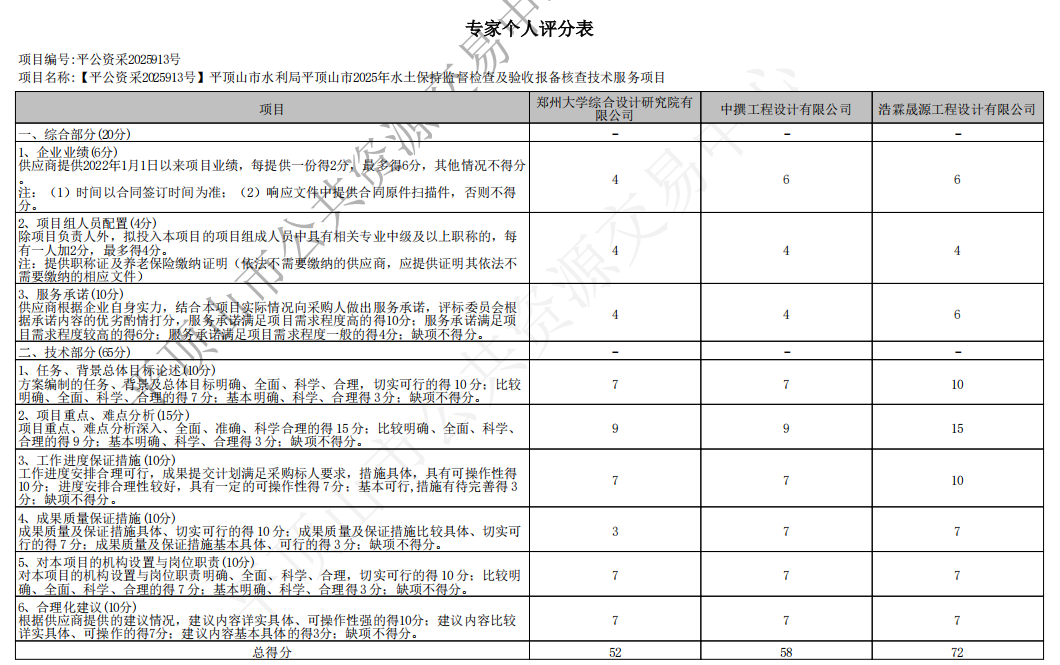 专家个人评分表
项目编号:平公资采2025913号
项目名称:【平公资采2025913号】平顶山市水利局平顶山市2025年水土保持监督检查及验收报备核查技术服务项目
项目 郑州大学综合设计研究院有限公司 中撰工程设计有限公司 浩霖晟源工程设计有限公司
一、综合部分(20分) - - -
1、企业业绩(6分)
供应商提供2022年1月1日以来项目业绩，每提供一份得2分，最多得6分，其他情况不得分
。
注：（1）时间以合同签订时间为准；（2）响应文件中提供合同原件扫描件，否则不得
分。
4 6 6
2、项目组人员配置(4分)
除项目负责人外，拟投入本项目的项目组成人员中具有相关专业中级及以上职称的，每
有一人加2分，最多得4分。
注：提供职称证及养老保险缴纳证明（依法不需要缴纳的供应商，应提供证明其依法不
需要缴纳的相应文件）
4 4 4
3、服务承诺(10分)
供应商根据企业自身实力，结合本项目实际情况向采购人做出服务承诺，评标委员会根
据承诺内容的优劣酌情打分，服务承诺满足项目需求程度高的得10分；服务承诺满足项
目需求程度较高的得6分；服务承诺满足项目需求程度一般的得4分；缺项不得分。
4 4 6
二、技术部分(65分) - - -
1、任务、背景总体目标论述(10分)
方案编制的任务、背景及总体目标明确、全面、科学、合理，切实可行的得 10 分；比较
明确、全面、科学、合理的得 7 分；基本明确、科学、合理得 3 分；缺项不得分。
7 7 10
2、项目重点、难点分析(15分)
项目重点、难点分析深入、全面、准确、科学合理的得 15 分；比较明确、全面、科学、
合理的得 9 分；基本明确、科学、合理得 3 分；缺项不得分。
9 9 15
3、工作进度保证措施(10分)
工作进度安排合理可行，成果提交计划满足采购标人要求，措施具体，具有可操作性得
10分；进度安排合理性较好，具有一定的可操作性得 7 分；基本可行,措施有待完善得 3
分；缺项不得分。
7 7 10
4、成果质量保证措施(10分)
成果质量及保证措施具体、切实可行的得 10 分；成果质量及保证措施比较具体、切实可
行的得 7 分；成果质量及保证措施基本具体、可行的得 3 分；缺项不得分。
3 7 7
5、对本项目的机构设置与岗位职责(10分)
对本项目的机构设置与岗位职责明确、全面、科学、合理，切实可行的得 10 分；比较明
确、全面、科学、合理的得 7 分；基本明确、科学、合理得 3 分；缺项不得分。
7 7 7
6、合理化建议(10分)
根据供应商提供的建议情况，建议内容详实具体、可操作性强的得10分；建议内容比较
详实具体、可操作的得7分；建议内容基本具体的得3分；缺项不得分。
7 7 7
总得分 52 58 72
平顶山市公共资源交易中心
平顶山市公共资源交易中心